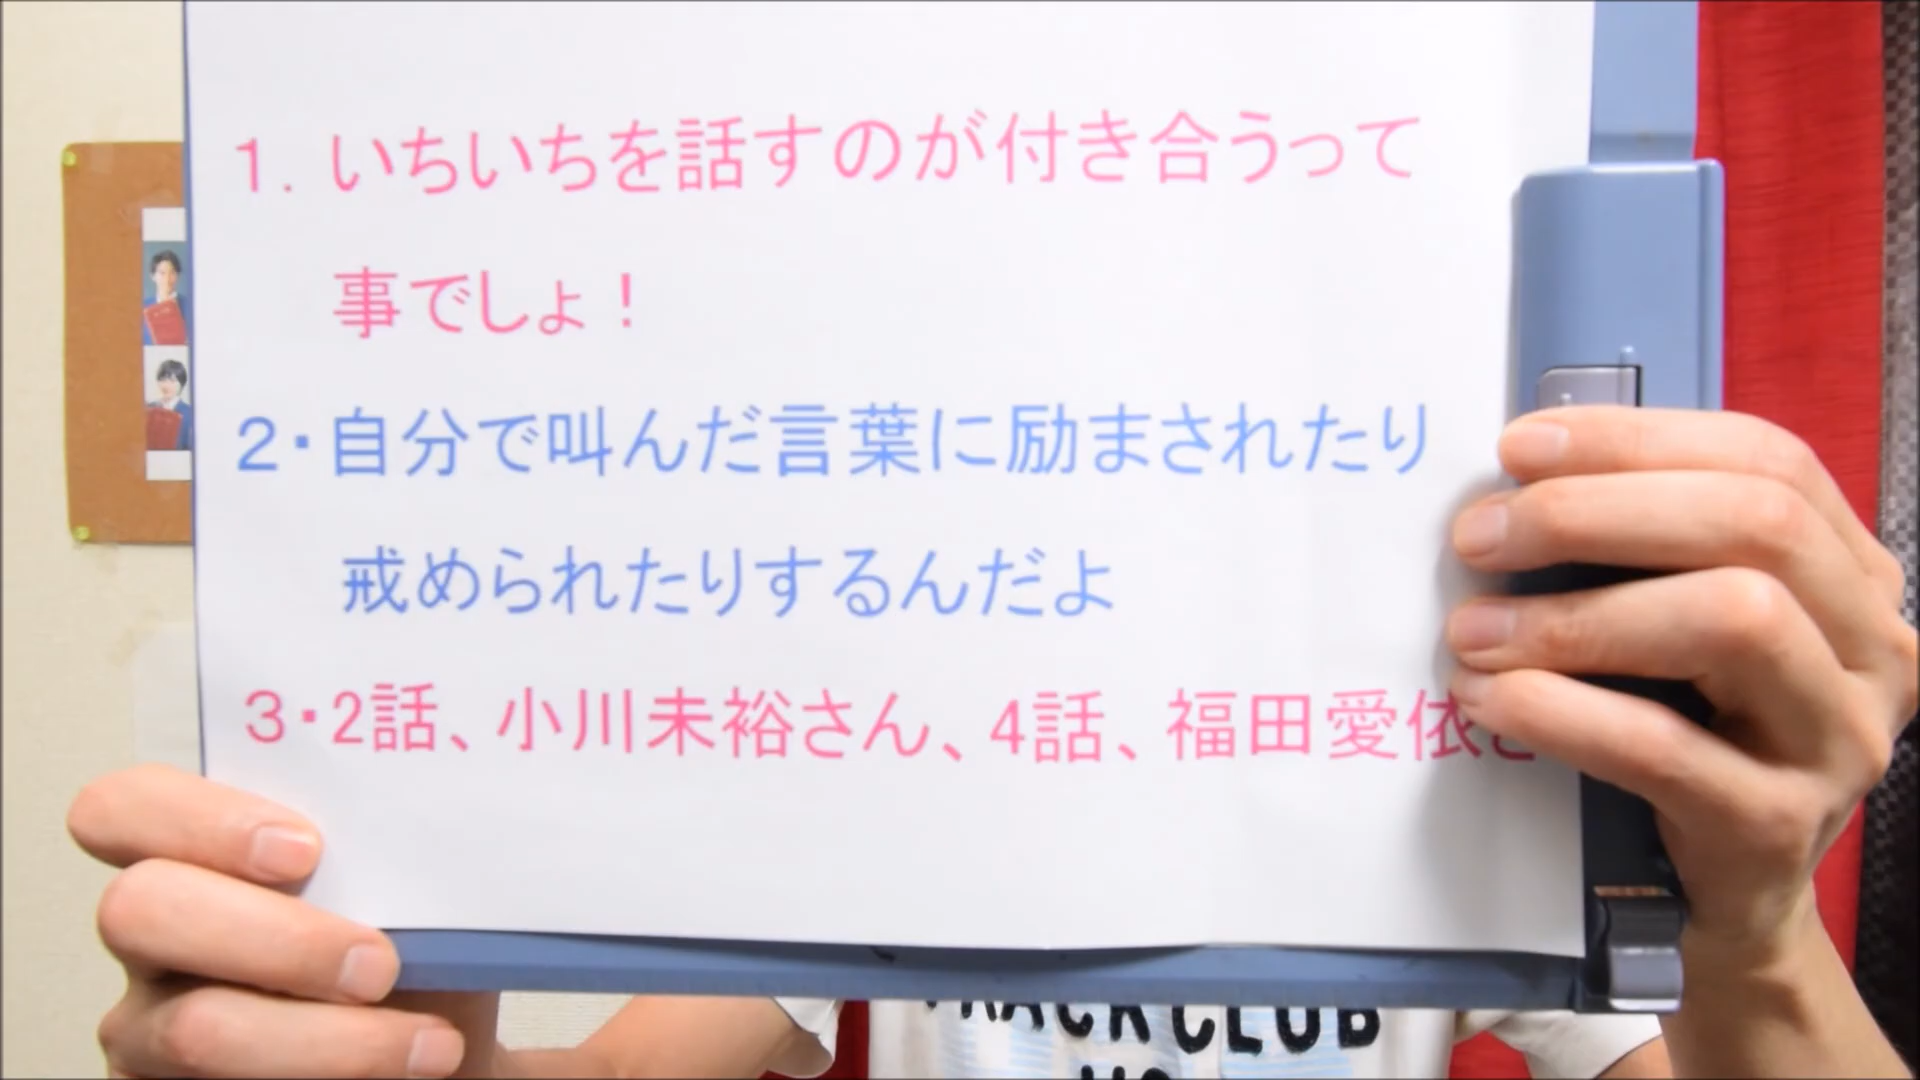 1. いちいちを話すのが付き合うって
事でしょ！
2・自分で叫んだ言葉に励まされたり
戒められたりするんだよ
3・2話、小川未裕さん、4話、福田愛依さ
TRACK CLUB